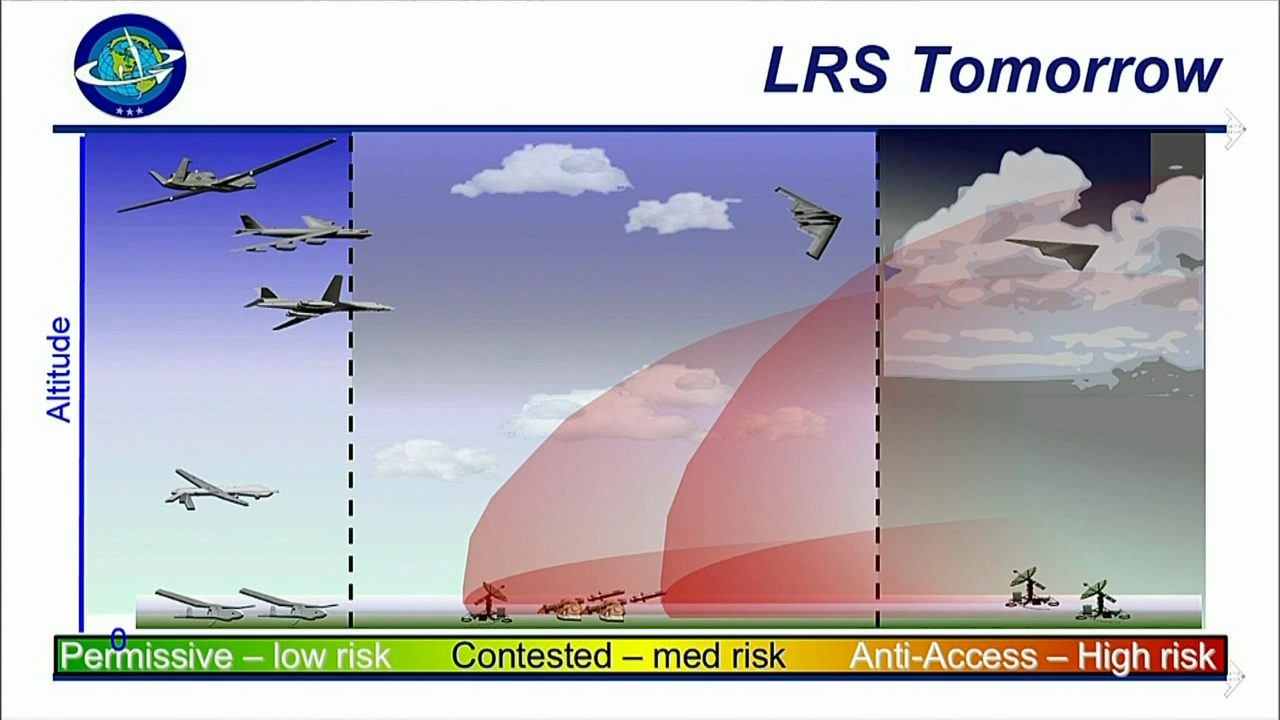 LRS Tomorrow
Altitude
0
Permissive – low risk
Contested – med risk
Anti-Access – High risk